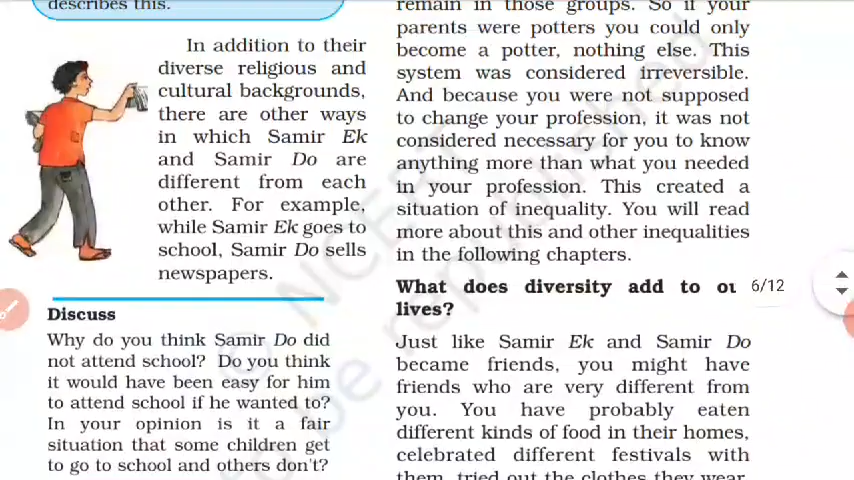 describes this.
In addition to their
diverse religious and
cultural backgrounds,
there are other ways
in which Samir Ek
and Samir Do are
different from each
other. For example,
while Samir Ek goes to
school, Samir Do sells
newspapers.
Discuss
Why do you think Samir Do did
not attend school? Do you think
it would have been easy for him
to attend school if he wanted to?
In your opinion is it a fair
situation that some children get
to go to school and others don't?
remain in those groups. So if your
parents were potters you could only
become a potter, nothing else. This
system was considered irreversible.
And because you were not supposed
to change your profession, it was not
considered necessary for you to know
anything more than what you needed
in your profession. This created a
situation of inequality. You will read
more about this and other inequalities
in the following chapters.
What does diversity add to ou
lives?
Just like Samir Ek and Samir Do
became friends, you might have
friends who are very different from
you. You have probably eaten
different kinds of food in their homes,
celebrated different festivals with
them, tried out the clothes they wear,
6/12
© NCERT
to be republished